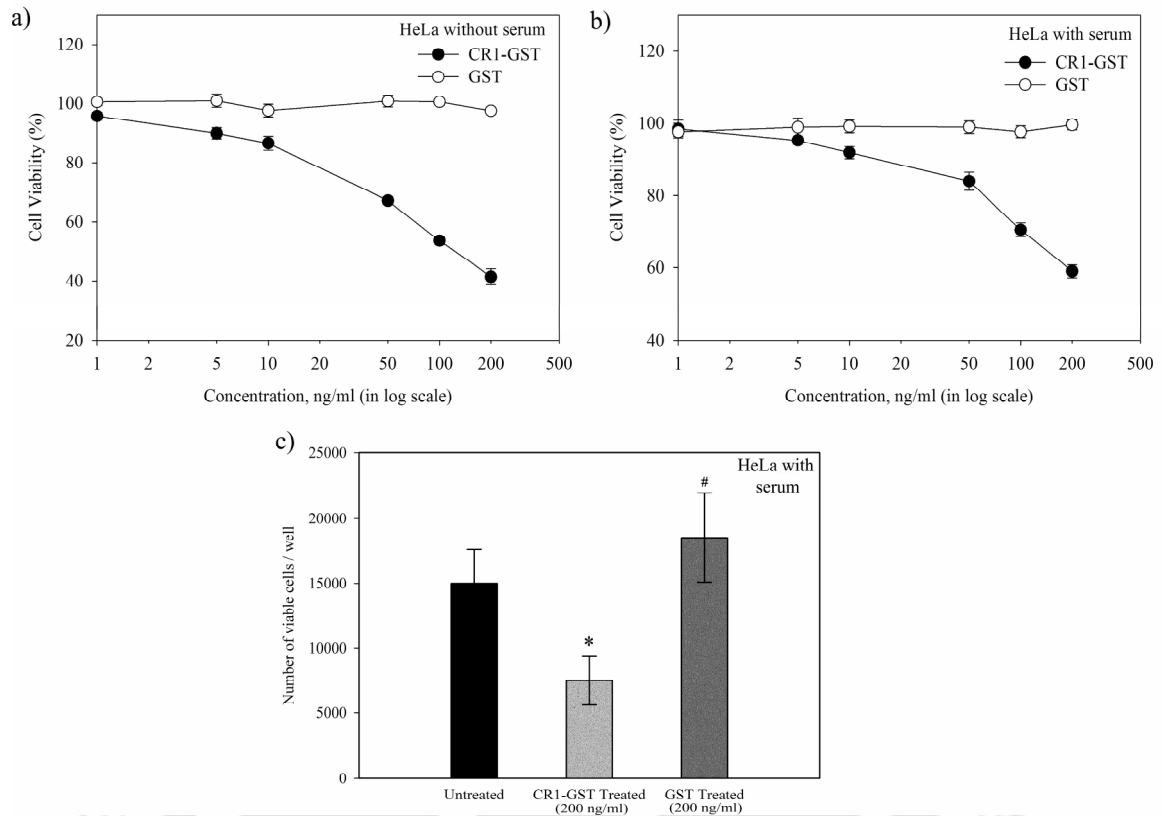 a)
HeLa without serum
CR1-GST
GST
120
100
80
60
40
20
Cell Viability (%)
1 2 5 10 20 50 100 200 500
Concentration, ng/ml (in log scale)
b)
HeLa with serum
CR1-GST
GST
120
100
80
60
40
Cell Viability (%)
1 2 5 10 20 50 100 200 500
Concentration, ng/ml (in log scale)
c)
HeLa with
serum
25000
20000
15000
10000
5000
0
Number of viable cells / well
*
#
Untreated
CR1-GST Treated
(200 ng/ml)
GST Treated
(200 ng/ml)